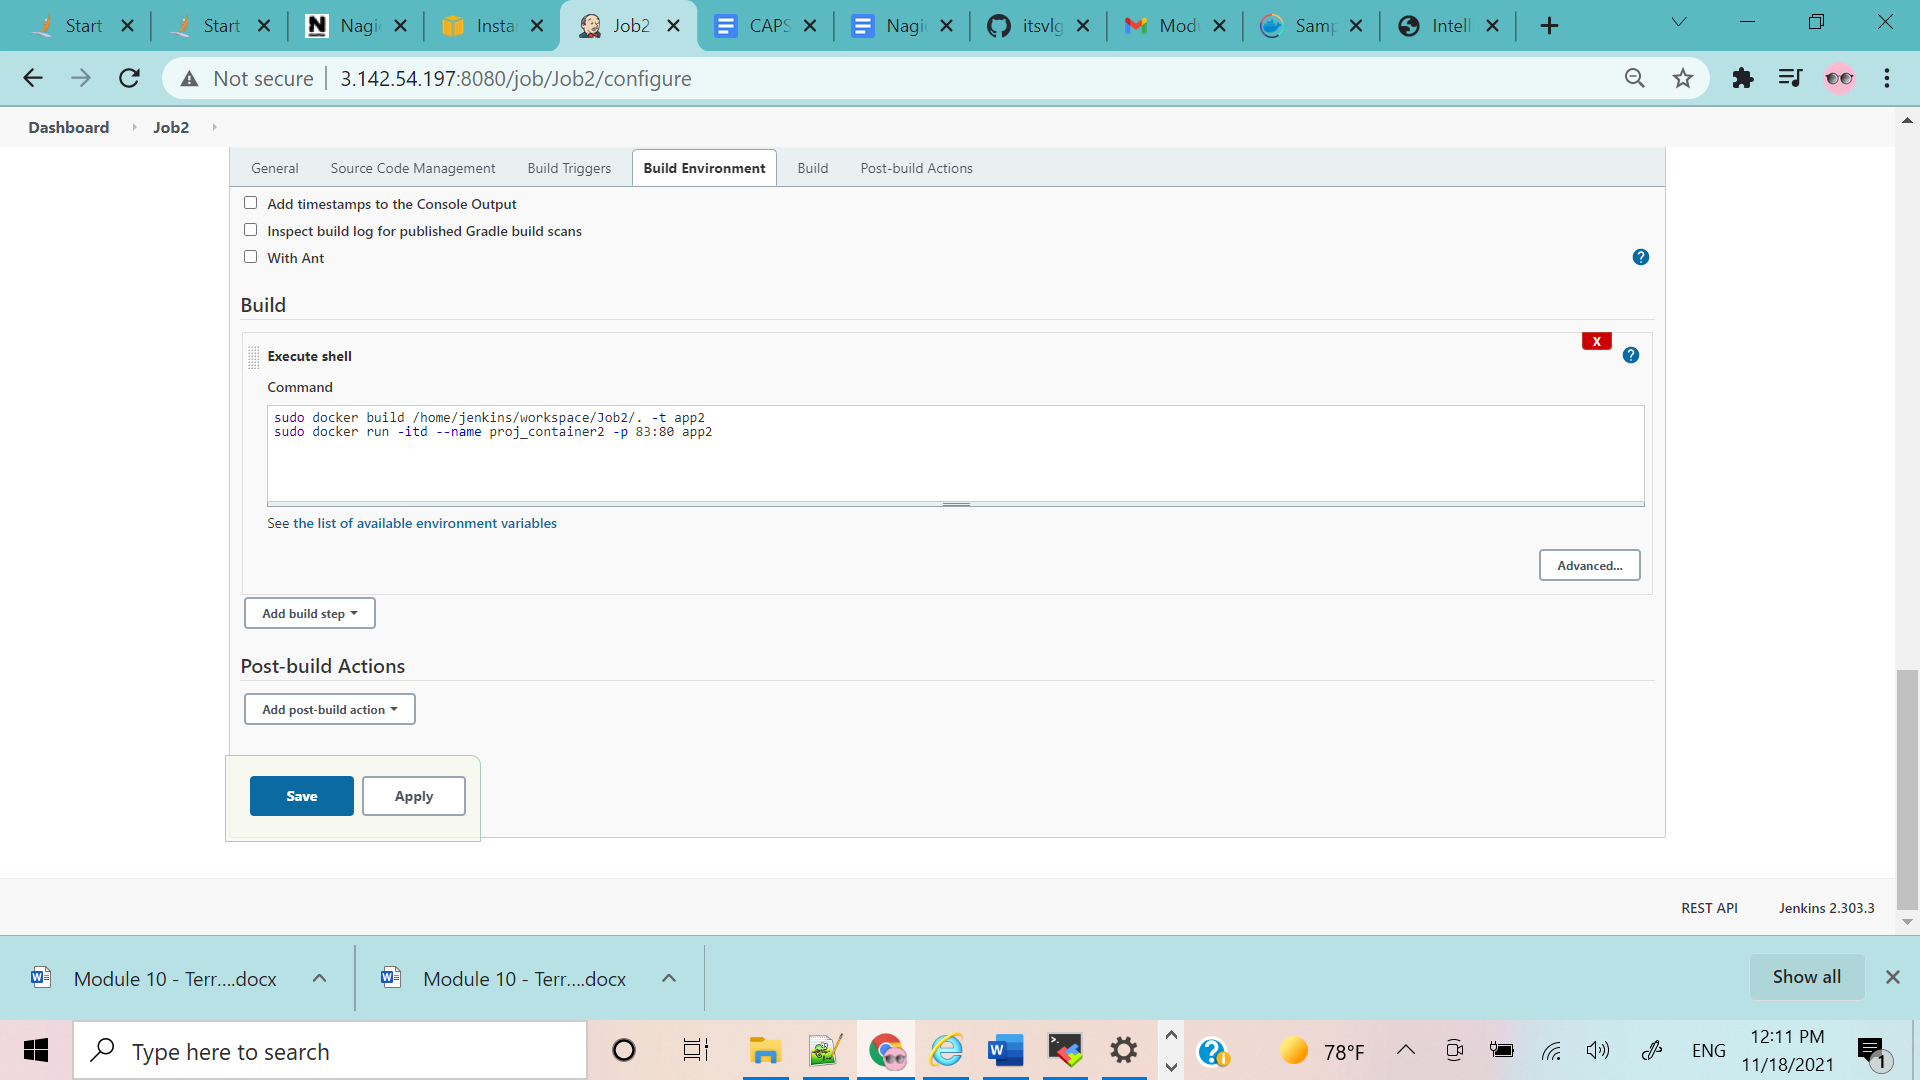 Start
Start
Nagi
Insta
Job2
CAPS
Nagi
itsvlg
Mod
Samp
Intell
Not secure
3.142.54.197:8080/job/Job2/configure
Dashboard Job2
General Source Code Management Build Triggers Build Environment Build Post-build Actions
Add timestamps to the Console Output
Inspect build log for published Gradle build scans
With Ant
?
Build
X
Execute shell
?
Command
sudo docker build /home/jenkins/workspace/Job2/. -t app2
sudo docker run -itd --name proj_container2 -p 83:80 app2
See the list of available environment variables
Advanced...
Add build step
Post-build Actions
Add post-build action
Save Apply
REST API Jenkins 2.303.3
Module 10 - Terr....docx
Module 10 - Terr....docx
Show all
Type here to search
78°F
ENG
12:11 PM
11/18/2021
1